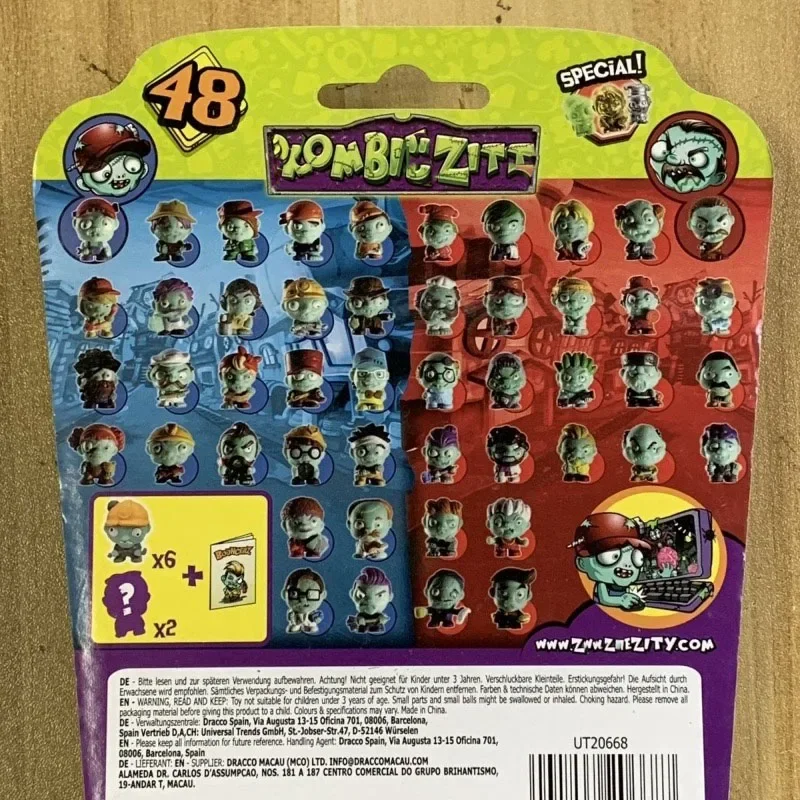 48
SPECIAL!
ZOMBIE ZITY
x6
+
BOUNCERZ
?
x2
www.ZOMBIEZITY.COM
DE - Bitte lesen und zur späteren Verwendung aufbewahren. Achtung! Nicht geeignet für Kinder unter 3 Jahren. Verschluckbare Kleinteile. Erstickungsgefahr! Die Aufsicht durch
Erwachsene wird empfohlen. Sämtliches Verpackungs- und Befestigungsmaterial zum Schutz von Kindern entfernen. Farben & technische Daten können abweichen. Hergestellt in China.
EN - WARNING, READ AND KEEP: Toy not suitable for children under 3 years of age. Small parts and small balls might be swallowed or inhaled. Choking hazard. Please remove all
packaging material before giving this product to a child. Colours & specifications may vary. Made in China.
DE - Verwaltungszentrale: Dracco Spain, Via Augusta 13-15 Oficina 701, 08006, Barcelona,
Spain Vertrieb D,A,CH: Universal Trends GmbH, St.-Jobser-Str.47, D-52146 Würselen
EN - Please keep all information for future reference. Handling Agent: Dracco Spain, Via Augusta 13-15 Oficina 701,
08006, Barcelona, Spain
DE - LIEFERANT: EN - SUPPLIER: DRACCO MACAU (MCO) LTD. INFO@DRACCOMACAU.COM
ALAMEDA DR. CARLOS D'ASSUMPCAO, NOS. 181 A 187 CENTRO COMERCIAL DO GRUPO BRIHANTISMO,
19-ANDAR T, MACAU.
UT20668